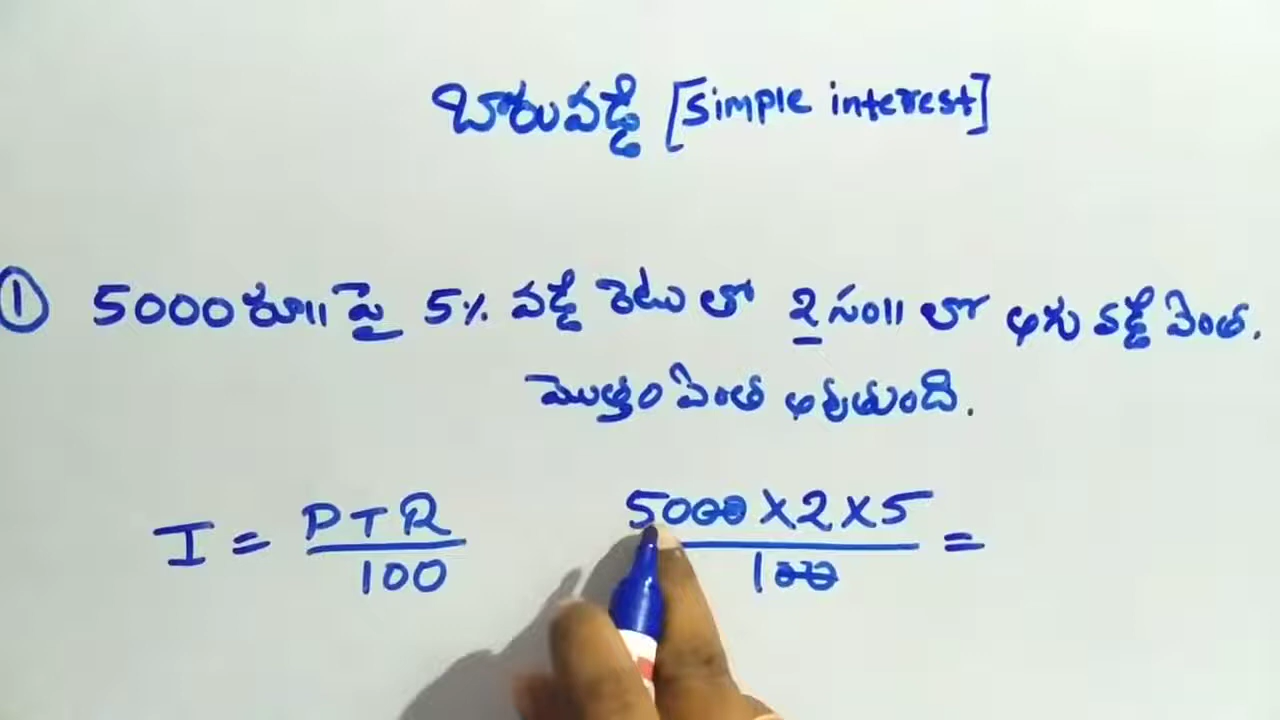 బారువడ్డీ [Simple interest]
① 5000రూ॥ పై 5% వడ్డీ రేటు లో 2 సం॥ లో అగు వడ్డీ ఎంత.
మొత్తం ఎంత అవుతుంది.
I = PTR/100 5000×2×5/100 =